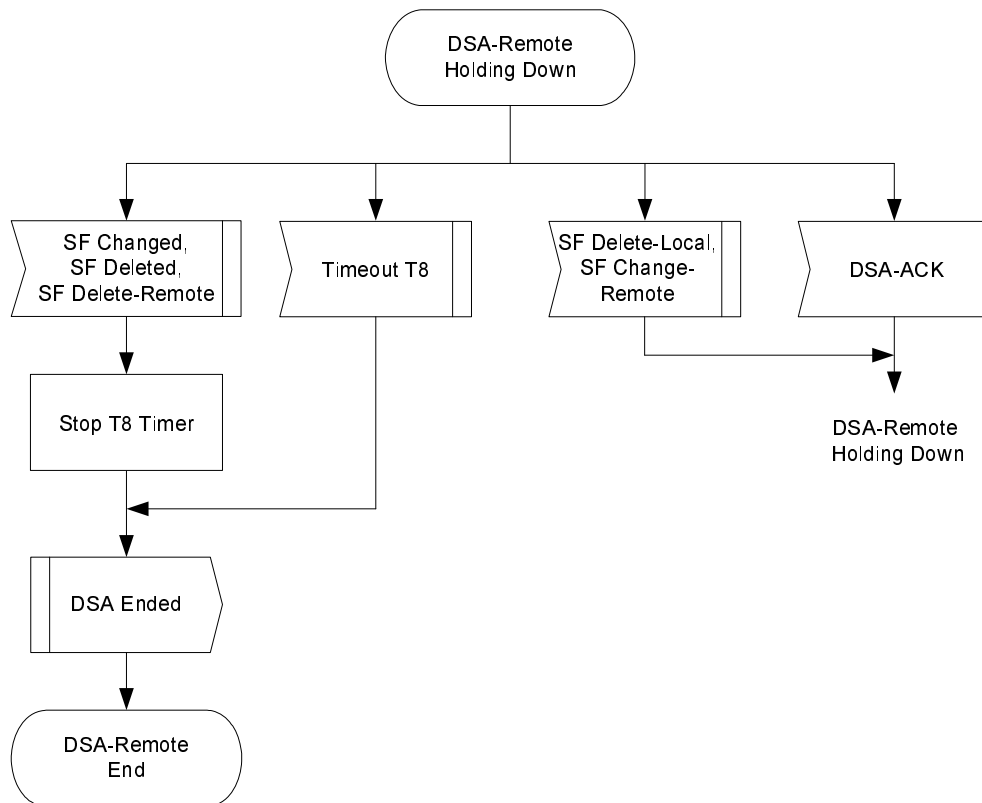 DSA-Remote
Holding Down
SF Changed,
SF Deleted,
SF Delete-Remote
Timeout T8
SF Delete-Local,
SF Change-
Remote
DSA-ACK
Stop T8 Timer
DSA-Remote
Holding Down
DSA Ended
DSA-Remote
End